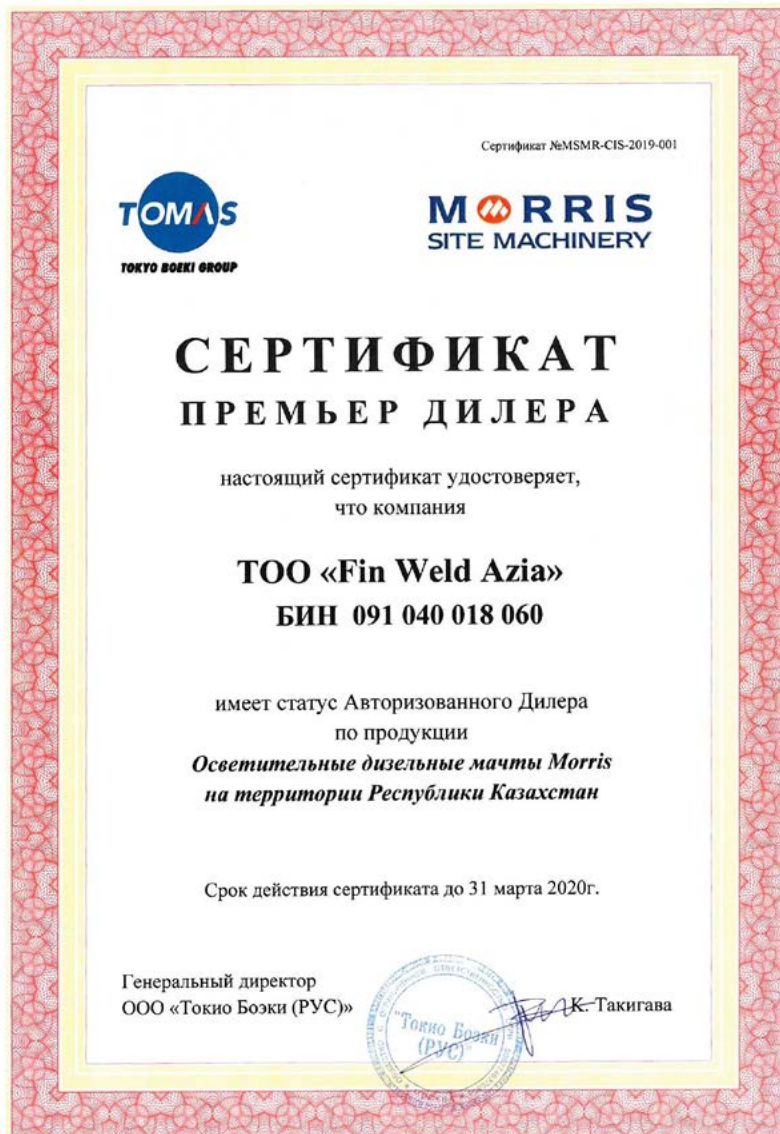 Сертификат №MSMR-CIS-2019-001
TOMAS
TOKYO BOEKI GROUP
MORRIS
SITE MACHINERY
СЕРТИФИКАТ
ПРЕМЬЕР ДИЛЕРА
настоящий сертификат удостоверяет,
что компания
ТОО «Fin Weld Azia»
БИН 091 040 018 060
имеет статус Авторизованного Дилера
по продукции
Осветительные дизельные мачты Morris
на территории Республики Казахстан
Срок действия сертификата до 31 марта 2020г.
Генеральный директор
ООО «Токио Боэки (РУС)»
К. Такигава
"Токио Боэки
(РУС)"